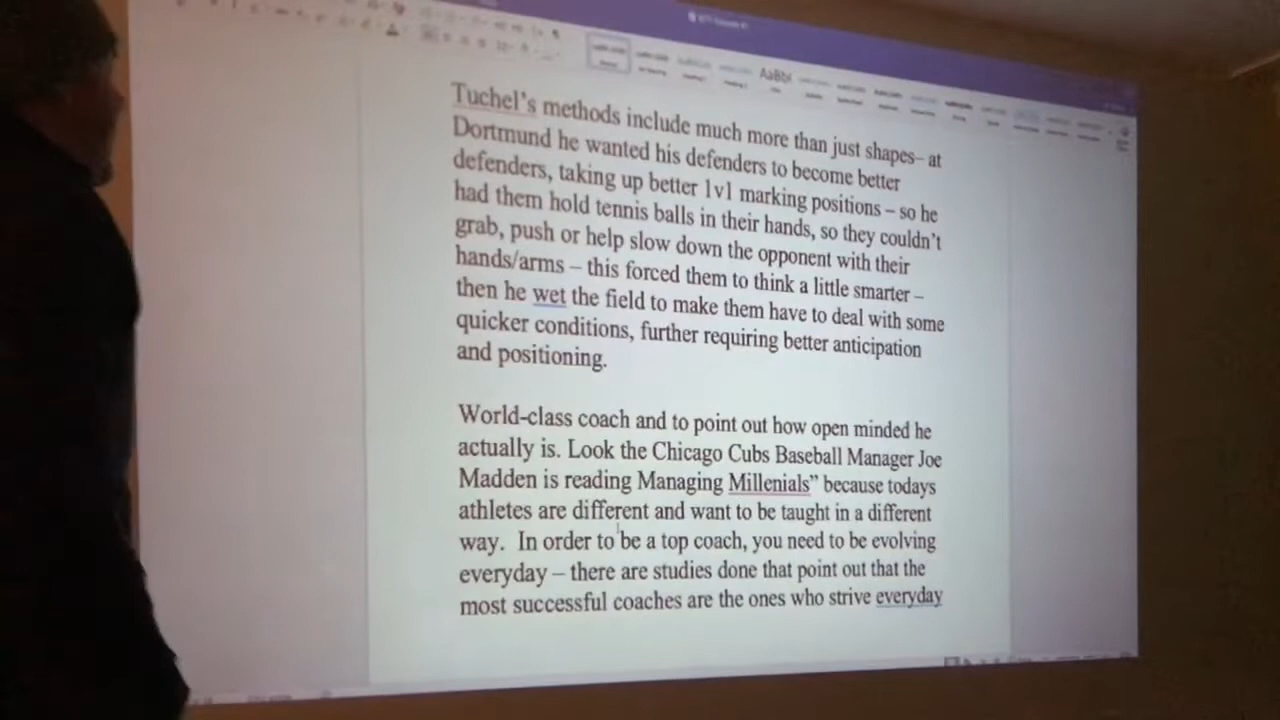 AaBb(
Tuchel's methods include much more than just shapes– at
Dortmund he wanted his defenders to become better
defenders, taking up better 1v1 marking positions – so he
had them hold tennis balls in their hands, so they couldn't
grab, push or help slow down the opponent with their
hands/arms – this forced them to think a little smarter –
then he wet the field to make them have to deal with some
quicker conditions, further requiring better anticipation
and positioning.
World-class coach and to point out how open minded he
actually is. Look the Chicago Cubs Baseball Manager Joe
Madden is reading Managing Millenials” because todays
athletes are different and want to be taught in a different
way. In order to be a top coach, you need to be evolving
everyday – there are studies done that point out that the
most successful coaches are the ones who strive everyday